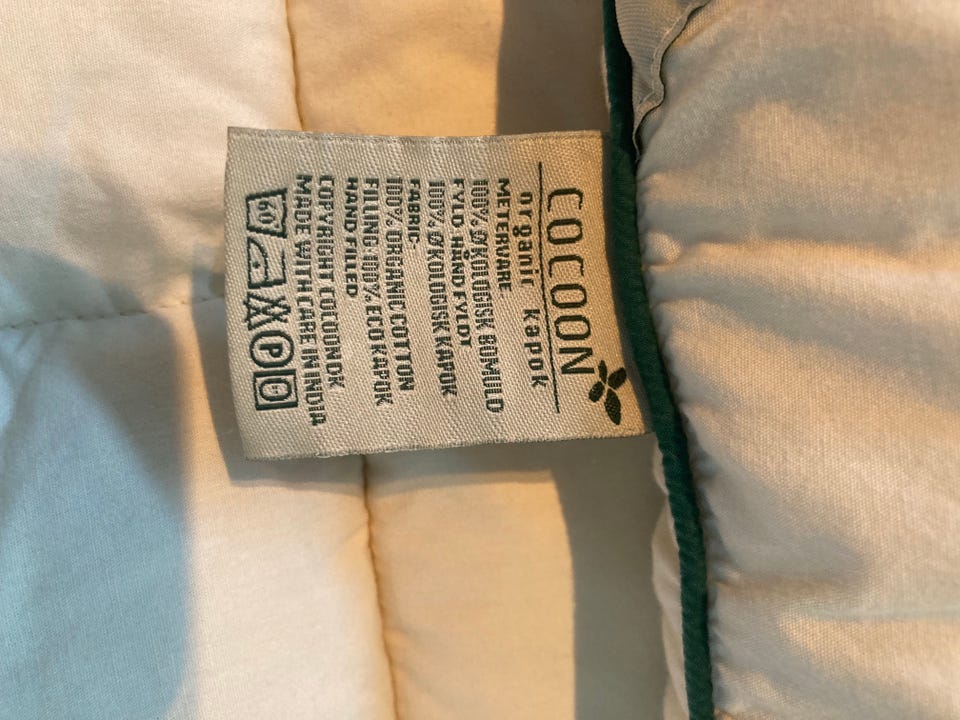 COCOON
organic kapok
METERWARE
100% ØKOLOGISK BOMULD
FYLD: HÅNDFYLDT
100% ØKOLOGISK KAPOK
FABRIC:
100% ORGANIC COTTON
FILLING: 100% ECO KAPOK
HAND FILLED
COPYRIGHT COCOON DK
MADE WITH CARE IN INDIA
60 P